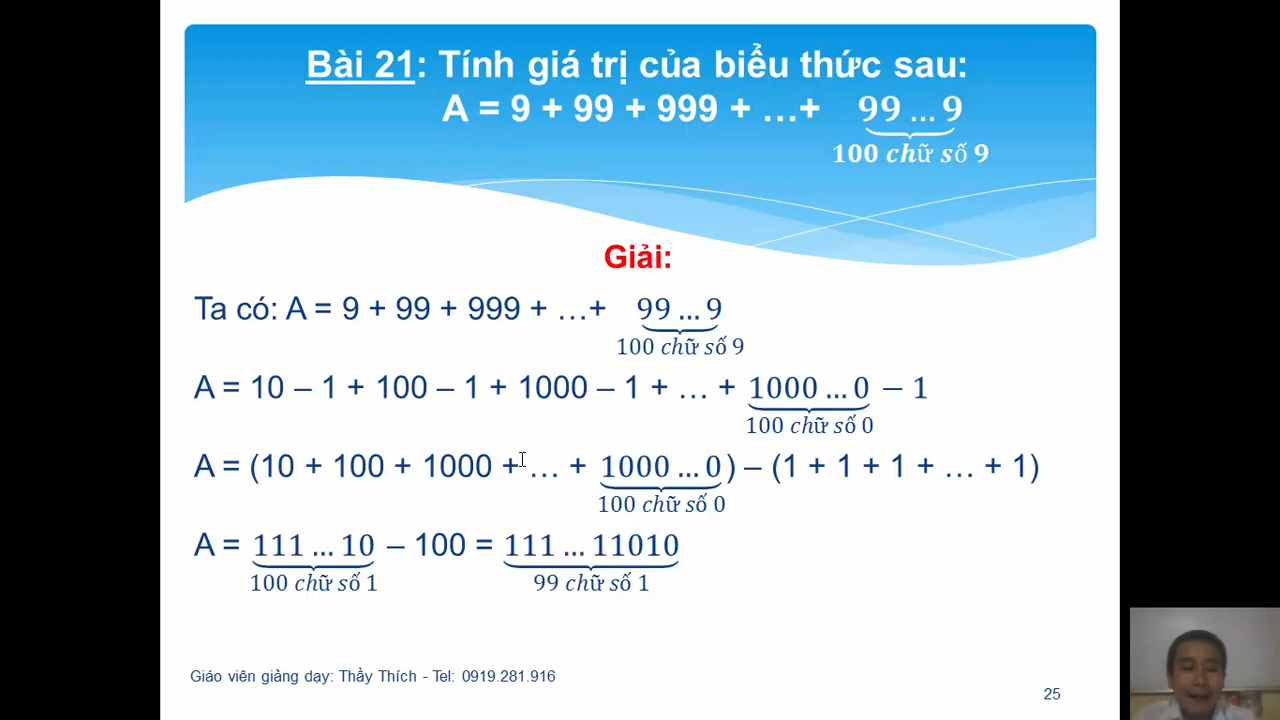 Bài 21: Tính giá trị của biểu thức sau:
A = 9 + 99 + 999 + …+ 99 … 9
100 chữ số 9
Giải:
Ta có: A = 9 + 99 + 999 + …+ 99 … 9
100 chữ số 9
A = 10 – 1 + 100 – 1 + 1000 – 1 + … + 1000 … 0 − 1
100 chữ số 0
A = (10 + 100 + 1000 + … + 1000 … 0) – (1 + 1 + 1 + … + 1)
100 chữ số 0
A = 111 … 10 – 100 = 111 … 11010
100 chữ số 1 99 chữ số 1
Giáo viên giảng dạy: Thầy Thích - Tel: 0919.281.916
25